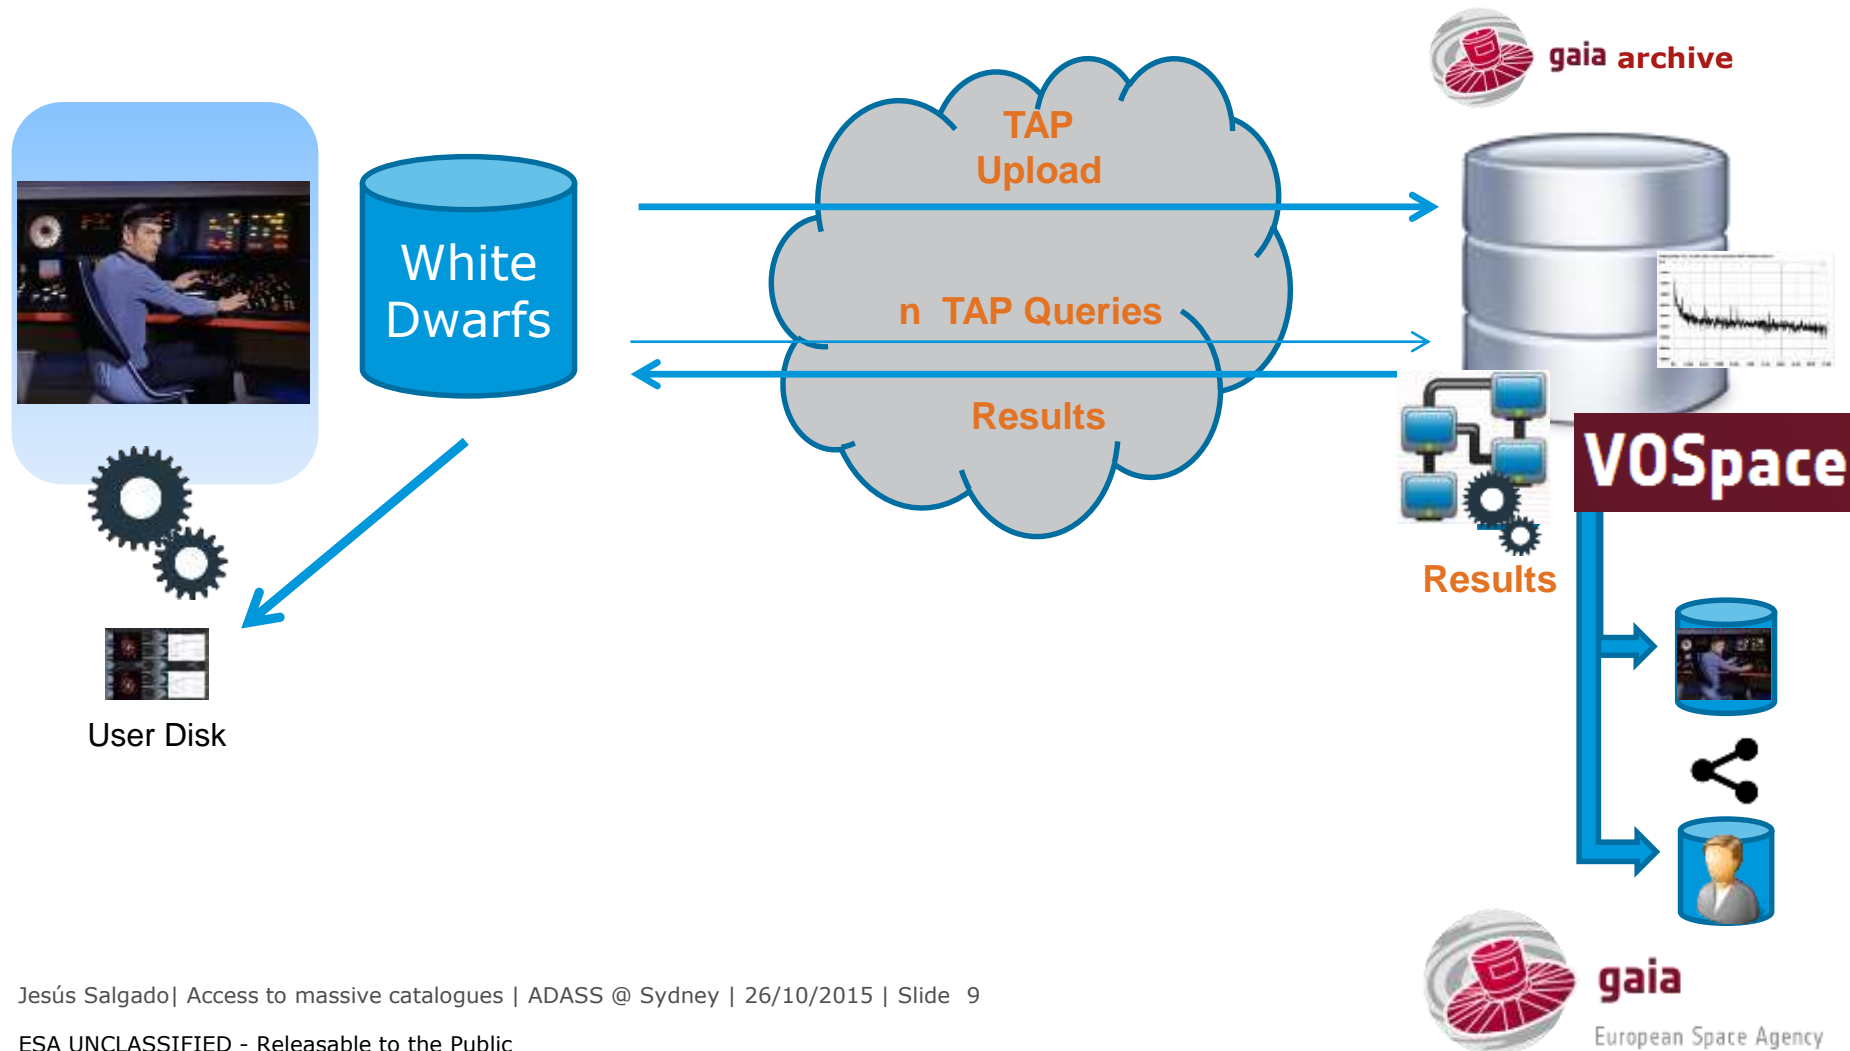 gaia archive
TAP
Upload
White
Dwarfs
n TAP Queries
Results
VOSpace
Results
User Disk
gaia
European Space Agency
Jesús Salgado| Access to massive catalogues | ADASS @ Sydney | 26/10/2015 | Slide 9
ESA UNCLASSIFIED - Releasable to the Public